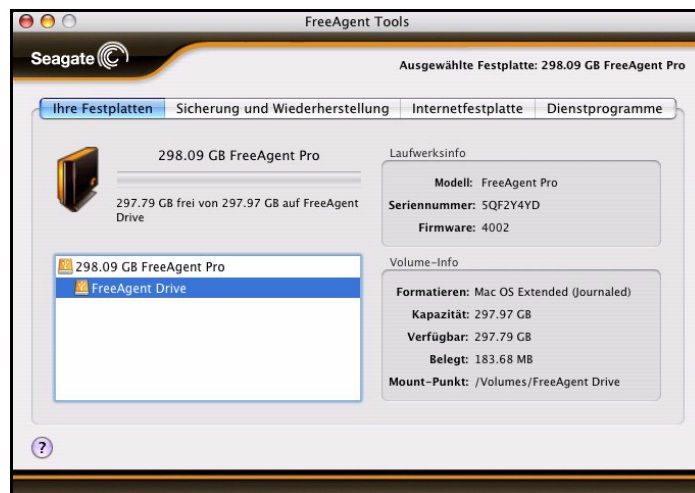 FreeAgent Tools
Seagate
Ausgewählte Festplatte: 298.09 GB FreeAgent Pro
Ihre Festplatten Sicherung und Wiederherstellung Internetfestplatte Dienstprogramme
298.09 GB FreeAgent Pro
297.79 GB frei von 297.97 GB auf FreeAgent
Drive
298.09 GB FreeAgent Pro
FreeAgent Drive
Laufwerksinfo
Modell: FreeAgent Pro
Seriennummer: 5QF2Y4YD
Firmware: 4002
Volume-Info
Formatieren: Mac OS Extended (Journaled)
Kapazität: 297.97 GB
Verfügbar: 297.79 GB
Belegt: 183.68 MB
Mount-Punkt: /Volumes/FreeAgent Drive
?